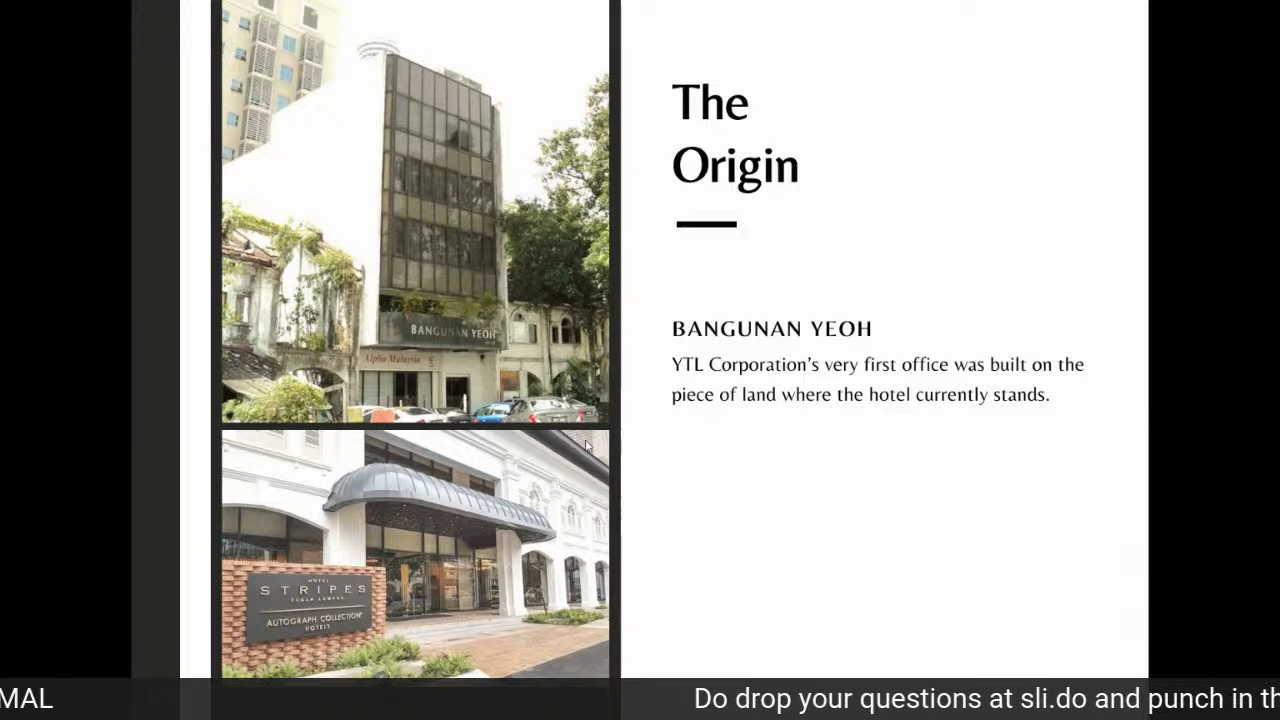 The
Origin
BANGUNAN YEOH
YTL Corporation's very first office was built on the
piece of land where the hotel currently stands.
BANGUNAN YEOH
Alpha Malaysia
HOTEL
STRIPES
KUALA LUMPUR
AUTOGRAPH COLLECTION
HOTELS
MAL
Do drop your questions at sli.do and punch in th